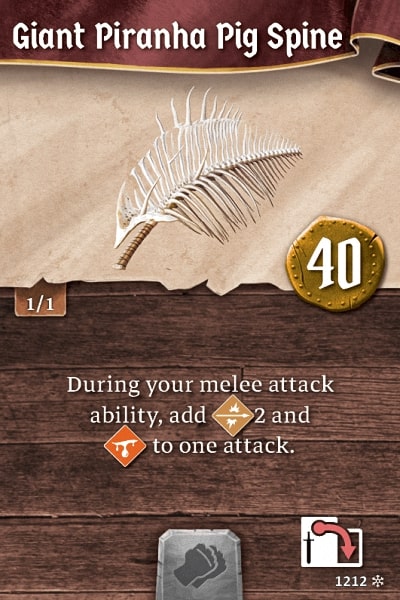 Giant Piranha Pig Spine
40
1/1
During your melee attack
ability, add 2 and
to one attack.
1212